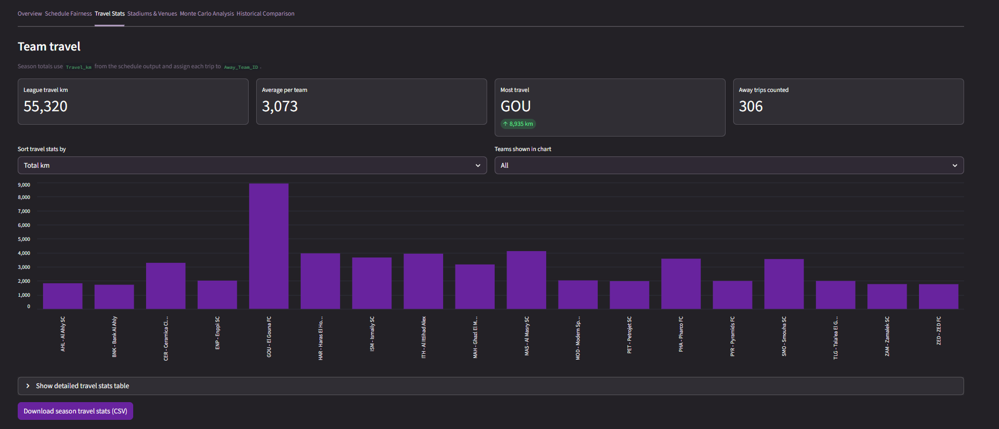 Overview Schedule Fairness Travel Stats Stadiums & Venues Monte Carlo Analysis Historical Comparison
Team travel
Season totals use Travel_km from the schedule output and assign each trip to Away_Team_ID .
League travel km
55,320
Average per team
3,073
Most travel
GOU
↑ 8,935 km
Away trips counted
306
Sort travel stats by
Total km
Teams shown in chart
All
9,000
8,000
7,000
6,000
5,000
4,000
3,000
2,000
1,000
0
AHL - Al Ahly SC
BNK - Bank Al Ahly
CER - Ceramica Cl...
ENP - Enppi SC
GOU - El Gouna FC
HAR - Haras El Ho...
ISM - Ismaily SC
ITH - Al Ittihad Alex
MAH - Ghazl El M...
MAS - Al Masry SC
MOD - Modern Sp...
PET - Petrojet SC
PHA - Pharco FC
PYR - Pyramids FC
SMO - Smouha SC
TLG - Tala'ea El G...
ZAM - Zamalek SC
ZED - ZED FC
Show detailed travel stats table
Download season travel stats (CSV)